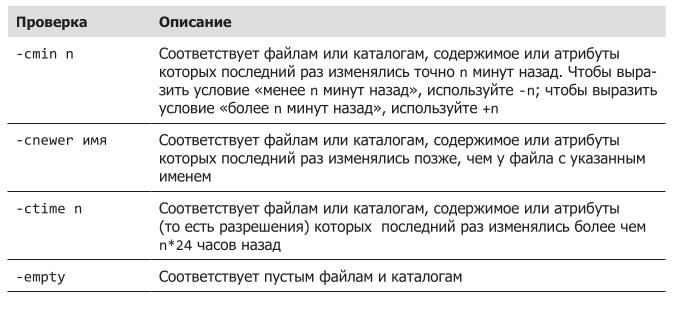 Проверка Описание
-cmin n Соответствует файлам или каталогам, содержимое или атрибуты
которых последний раз изменялись точно n минут назад. Чтобы выра-
зить условие «менее n минут назад», используйте -n; чтобы выразить
условие «более n минут назад», используйте +n
-cnewer имя Соответствует файлам или каталогам, содержимое или атрибуты
которых последний раз изменялись позже, чем у файла с указанным
именем
-ctime n Соответствует файлам или каталогам, содержимое или атрибуты
(то есть разрешения) которых последний раз изменялись более чем
n*24 часов назад
-empty Соответствует пустым файлам и каталогам